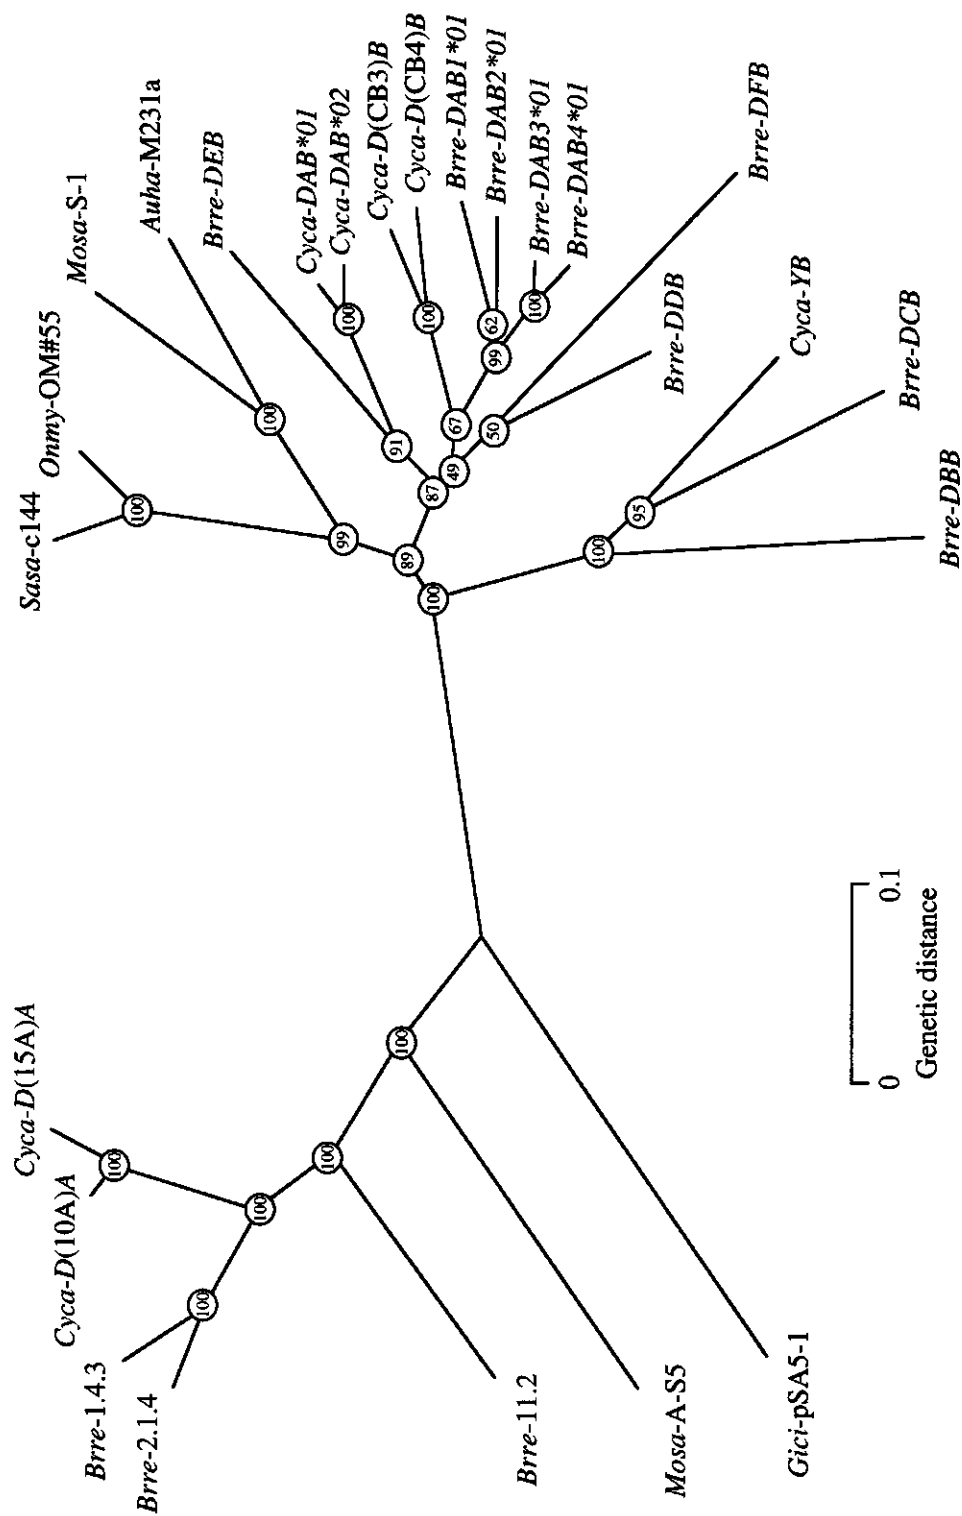 Cyca-D(15A)A
Cyca-D(10A)A
Brre-1.4.3
Brre-2.1.4
Brre-11.2
Mosa-A-S5
Gici-pSA5-1
Sasa-c144
Onmy-OM#55
Mosa-S-1
Auha-M231a
Brre-DEB
Cyca-DAB*01
Cyca-DAB*02
Cyca-D(CB3)B
Cyca-D(CB4)B
Brre-DAB1*01
Brre-DAB2*01
Brre-DAB3*01
Brre-DAB4*01
Brre-DFB
Brre-DDB
Cyca-YB
Brre-DCB
Brre-DBB
100
100
100
100
100
100
100
99
89
100
91
87
100
100
67
49
62
99
100
50
100
95
100
0 0.1
Genetic distance